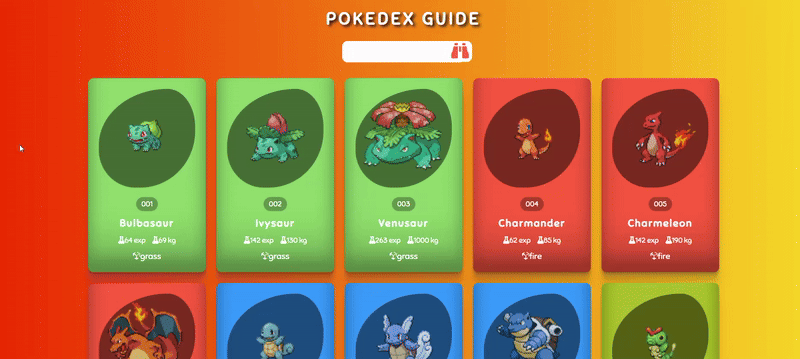 POKEDEX GUIDE
001 002 003 004 005
Bulbasaur Ivysaur Venusaur Charmander Charmeleon
64 exp 69 kg 142 exp 130 kg 263 exp 1000 kg 62 exp 85 kg 142 exp 190 kg
grass grass grass fire fire